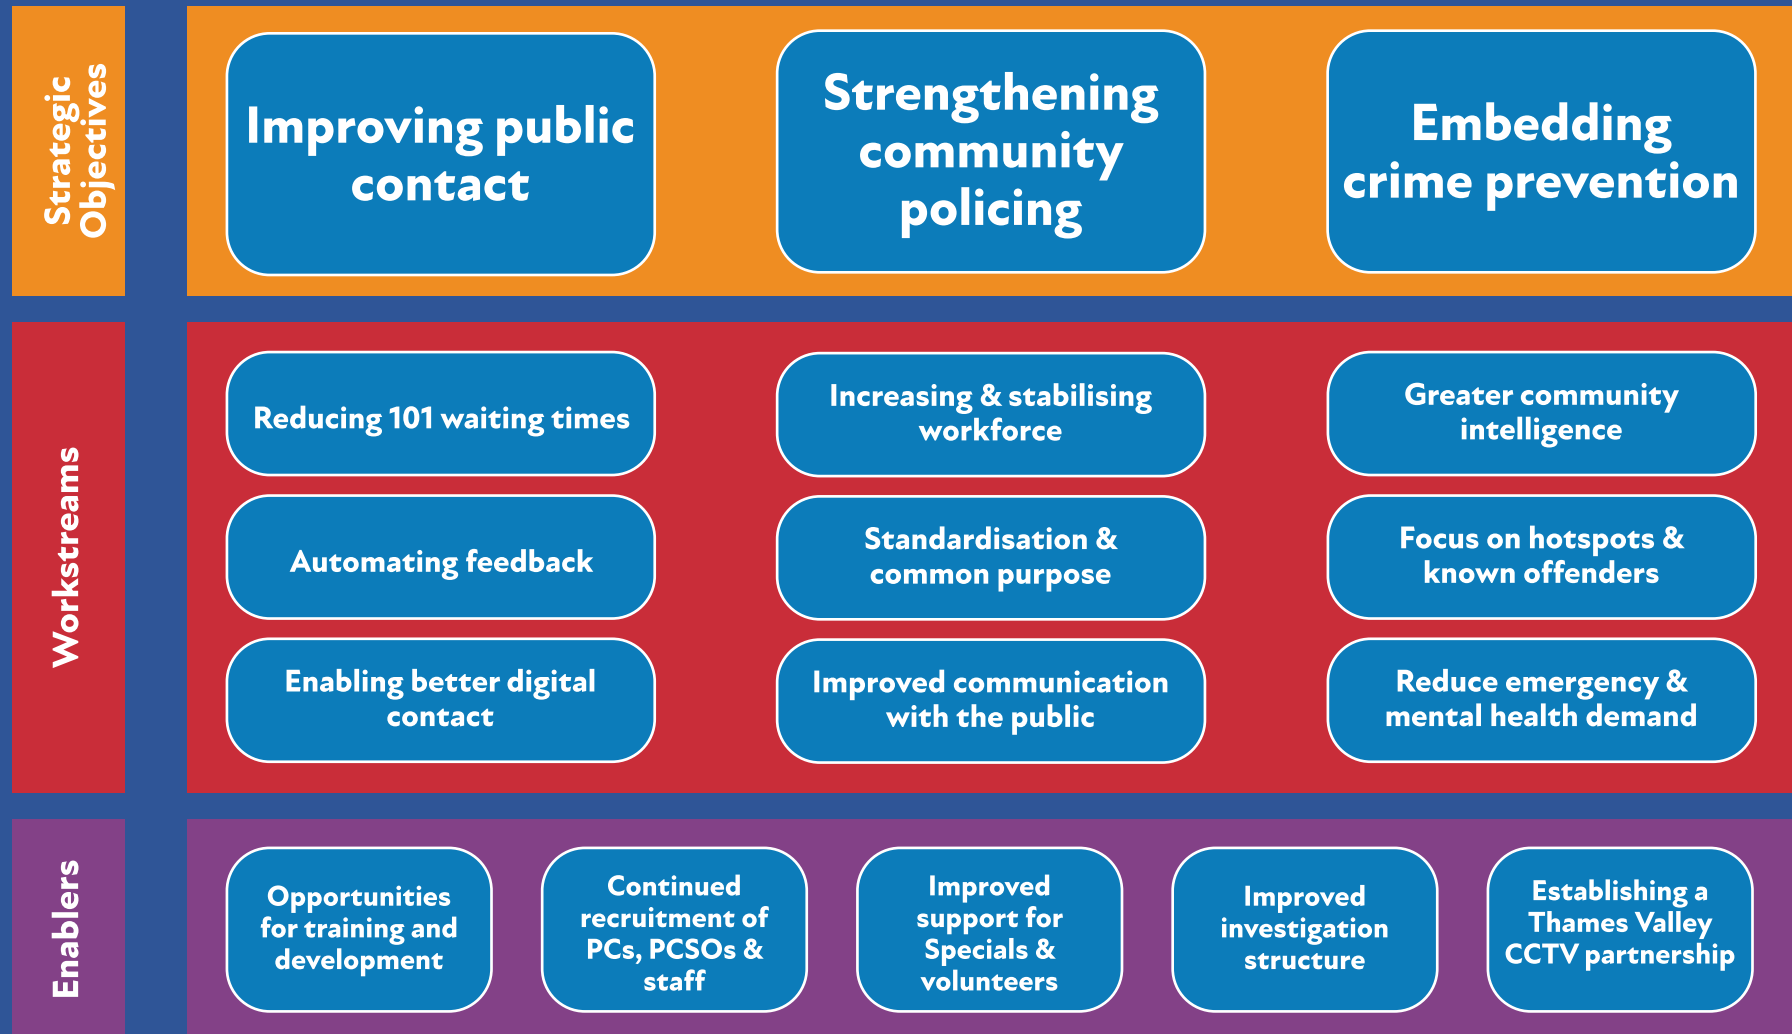 Strategic
Objectives
Improving public
contact
Strengthening
community
policing
Embedding
crime prevention
Workstreams
Reducing 101 waiting times
Automating feedback
Enabling better digital
contact
Increasing & stabilising
workforce
Standardisation &
common purpose
Improved communication
with the public
Greater community
intelligence
Focus on hotspots &
known offenders
Reduce emergency &
mental health demand
Enablers
Opportunities
for training and
development
Continued
recruitment of
PCs, PCSOs &
staff
Improved
support for
Specials &
volunteers
Improved
investigation
structure
Establishing a
Thames Valley
CCTV partnership